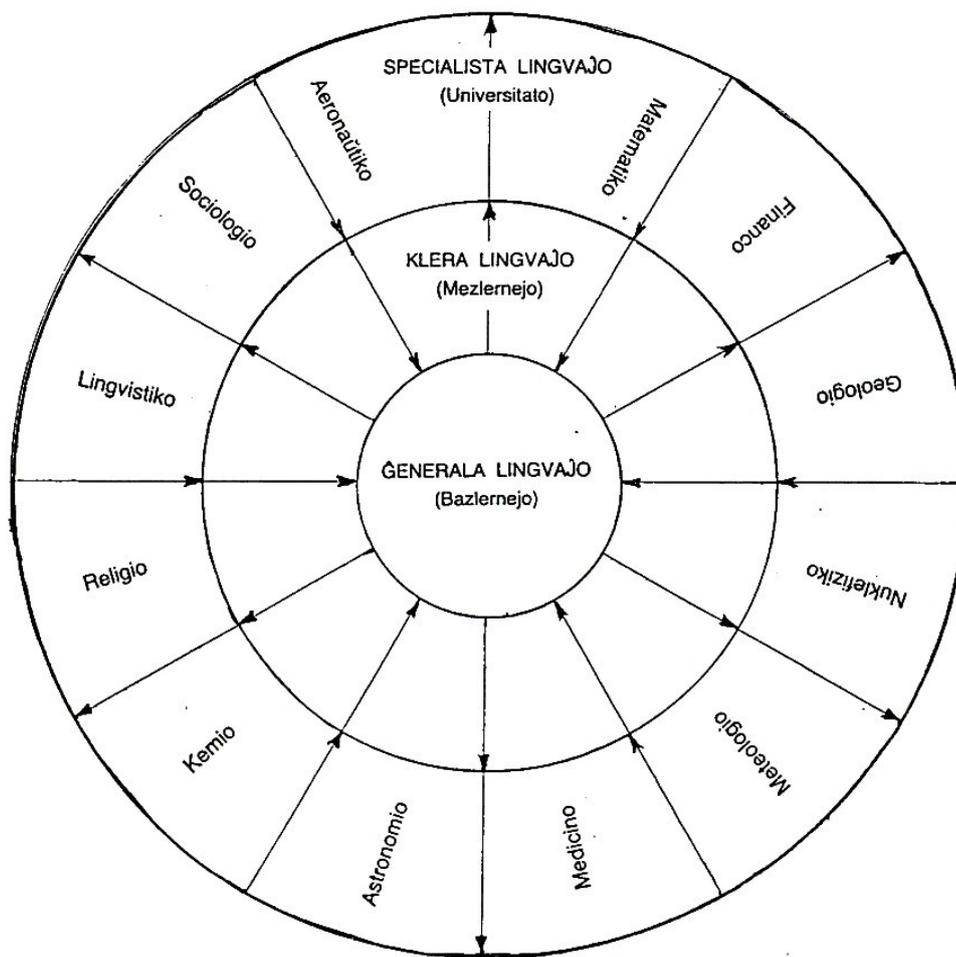 SPECIALISTA LINGVAĴO
(Universitato)
Aeronaŭtiko
Matematiko
Sociologio
Financo
KLERA LINGVAĴO
(Mezlernejo)
Lingvistiko
Geologio
ĜENERALA LINGVAĴO
(Bazlernejo)
Religio
Nuklefiziko
Kemio
Meteologio
Astronomio
Medicino